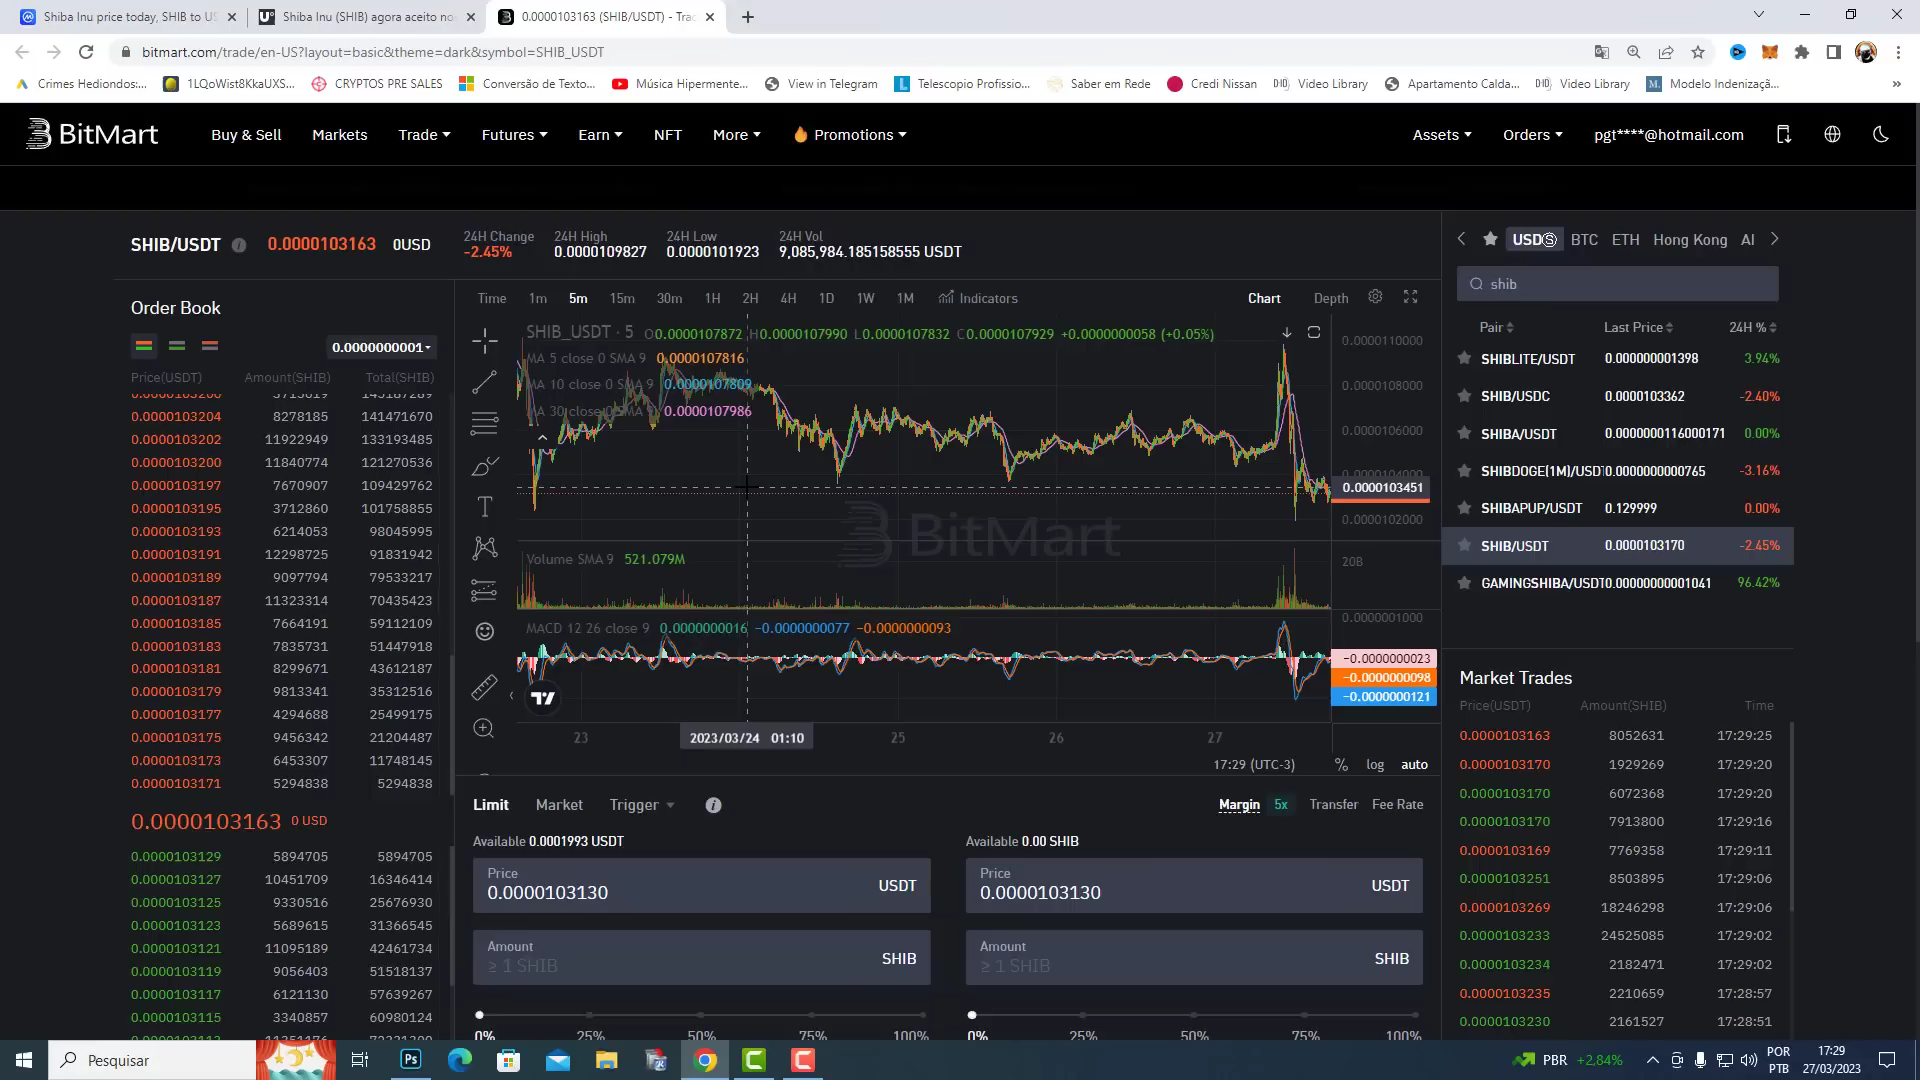 Shiba Inu price today, SHIB to US
Shiba Inu (SHIB) agora aceito no
0.0000103163 (SHIB/USDT) - Trac
bitmart.com/trade/en-US?layout=basic&theme=dark&symbol=SHIB_USDT
Crimes Hediondos:... 1LQoWist8KkaUXS... CRYPTOS PRE SALES Conversão de Texto... Música Hipermente... View in Telegram Telescopio Profissio... Saber em Rede Credi Nissan Video Library Apartamento Calda... Video Library Modelo Indenizaçã...
BitMart Buy & Sell Markets Trade Futures Earn NFT More Promotions Assets Orders pgt****@hotmail.com
SHIB/USDT 0.0000103163 0USD
24H Change 24H High 24H Low 24H Vol
-2.45% 0.0000109827 0.0000101923 9,085,984.185158555 USDT
Order Book
0.0000000001
Price(USDT) Amount(SHIB) Total(SHIB)
0.0000103204 8278185 141471670
0.0000103202 11922949 133193485
0.0000103200 11840774 121270536
0.0000103197 7670907 109429762
0.0000103195 3712860 101758855
0.0000103193 6214053 98045995
0.0000103191 12298725 91831942
0.0000103189 9097794 79533217
0.0000103187 11323314 70435423
0.0000103185 7664191 59112109
0.0000103183 7835731 51447918
0.0000103181 8299671 43612187
0.0000103179 9813341 35312516
0.0000103177 4294688 25499175
0.0000103175 9456342 21204487
0.0000103173 6453307 11748145
0.0000103171 5294838 5294838
0.0000103163 0 USD
0.0000103129 5894705 5894705
0.0000103127 10451709 16346414
0.0000103125 9330516 25676930
0.0000103123 5689615 31366545
0.0000103121 11095189 42461734
0.0000103119 9056403 51518137
0.0000103117 6121130 57639267
0.0000103115 3340857 60980124
Time 1m 5m 15m 30m 1H 2H 4H 1D 1W 1M Indicators Chart Depth
SHIB_USDT · 5 O0.0000107872 H0.0000107990 L0.0000107832 C0.0000107929 +0.0000000058 (+0.05%)
MA 5 close 0 SMA 9 0.0000107816
MA 10 close 0 SMA 9 0.0000107809
MA 30 close 0 SMA 9 0.0000107986
0.0000110000
0.0000108000
0.0000106000
0.0000104000
0.0000103451
0.0000102000
BitMart
Volume SMA 9 521.079M
20B
MACD 12 26 close 9 0.0000000016 −0.0000000077 −0.0000000093
0.0000001000
−0.0000000023
−0.0000000098
−0.0000000121
23 2023/03/24 01:10 25 26 27
17:29 (UTC-3) % log auto
Limit Market Trigger Margin 5x Transfer Fee Rate
Available 0.0001993 USDT
Price
0.0000103130 USDT
Amount
≥ 1 SHIB SHIB
0% 25% 50% 75% 100%
Available 0.00 SHIB
Price
0.0000103130 USDT
Amount
≥ 1 SHIB SHIB
0% 25% 50% 75% 100%
BTC ETH Hong Kong AI
shib
Pair Last Price 24H %
SHIBLITE/USDT 0.000000001398 3.94%
SHIB/USDC 0.0000103362 -2.40%
SHIBA/USDT 0.0000000116000171 0.00%
SHIBDOGE(1M)/USDT 0.000000000765 -3.16%
SHIBAPUP/USDT 0.129999 0.00%
SHIB/USDT 0.0000103170 -2.45%
GAMINGSHIBA/USDT 0.0000000001041 96.42%
Market Trades
Price(USDT) Amount(SHIB) Time
0.0000103163 8052631 17:29:25
0.0000103170 1929269 17:29:20
0.0000103170 6072368 17:29:20
0.0000103170 7913800 17:29:16
0.0000103169 7769358 17:29:11
0.0000103251 8503895 17:29:06
0.0000103269 18246298 17:29:06
0.0000103233 24525085 17:29:02
0.0000103234 2182471 17:29:02
0.0000103235 2210659 17:28:57
0.0000103230 2161527 17:28:51
Pesquisar
PBR +2,84%
POR
PTB
17:29
27/03/2023